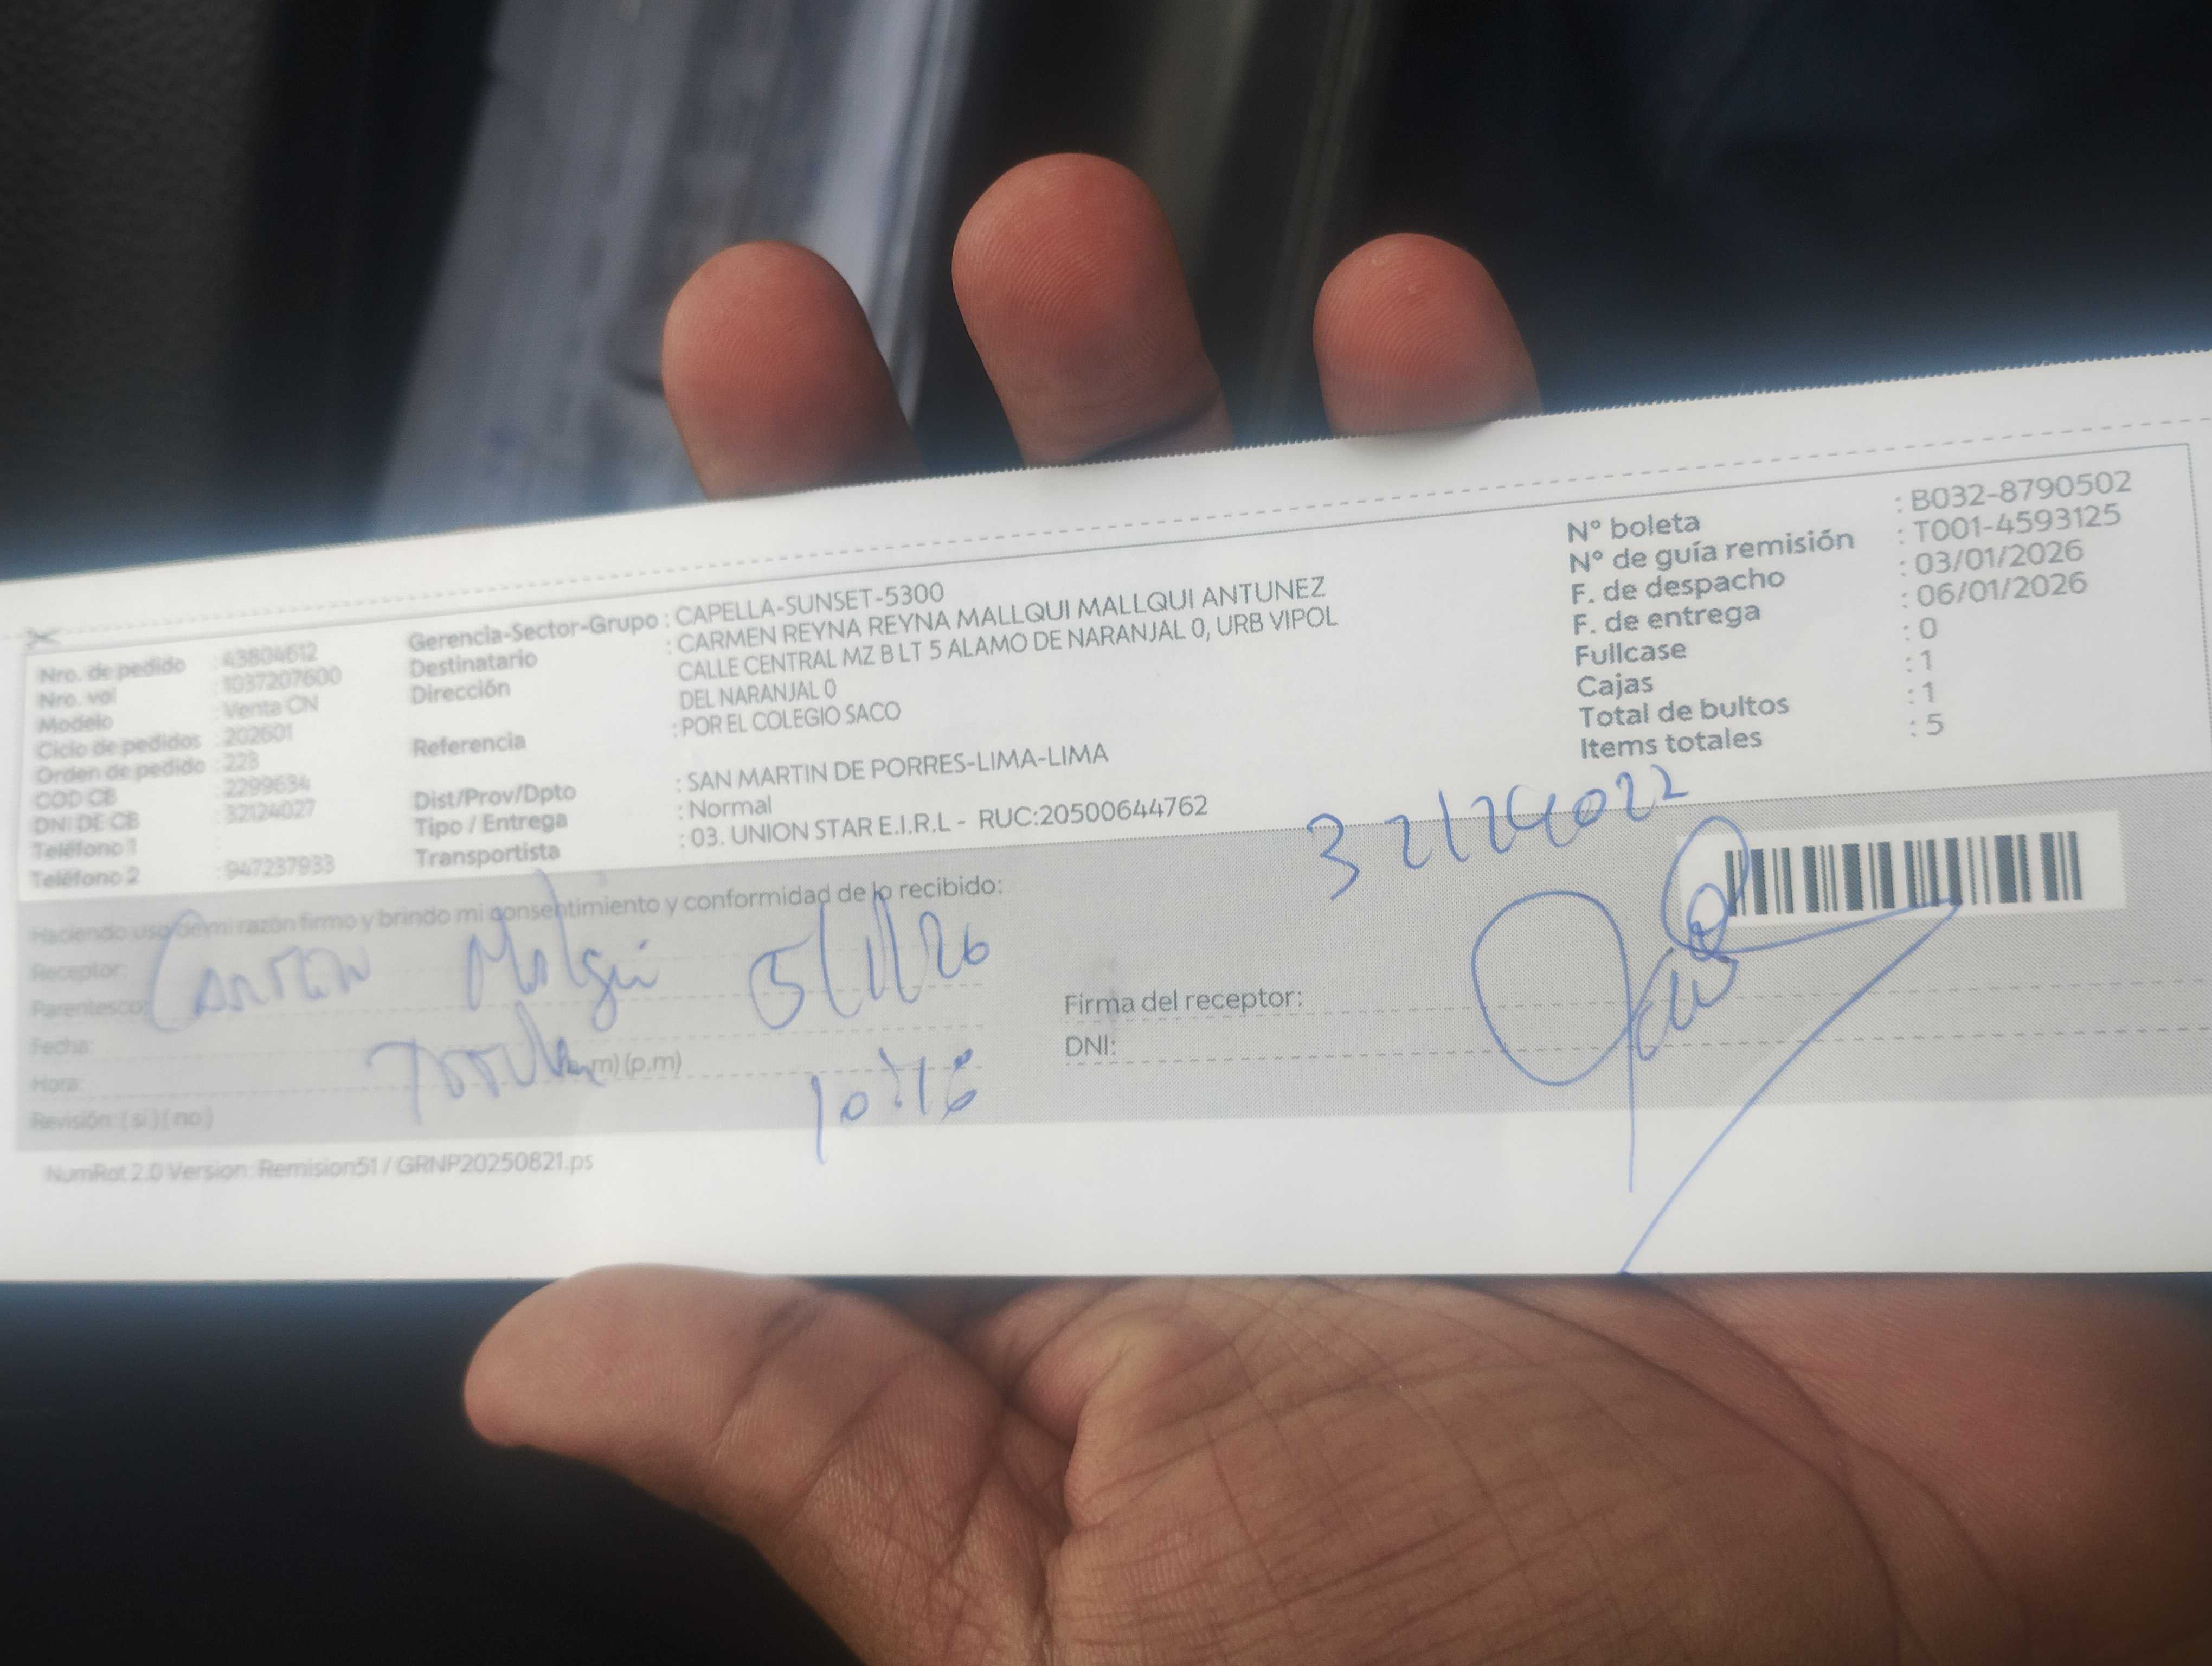 Nro. de pedido : 43804612
Nro. vol : 1037207600
Modelo : Venta CN
Ciclo de pedidos : 202601
Orden de pedido : 223
COD CB : 2299634
DNI DE CB : 32124027
Teléfono 1 :
Teléfono 2 : 947237933
Gerencia-Sector-Grupo : CAPELLA-SUNSET-5300
Destinatario : CARMEN REYNA REYNA MALLQUI MALLQUI ANTUNEZ
Dirección CALLE CENTRAL MZ B LT 5 ALAMO DE NARANJAL 0, URB VIPOL
DEL NARANJAL 0
Referencia : POR EL COLEGIO SACO
Dist/Prov/Dpto : SAN MARTIN DE PORRES-LIMA-LIMA
Tipo / Entrega : Normal
Transportista : 03. UNION STAR E.I.R.L - RUC:20500644762
N° boleta : B032-8790502
N° de guía remisión : T001-4593125
F. de despacho : 03/01/2026
F. de entrega : 06/01/2026
Fullcase : 0
Cajas : 1
Total de bultos : 1
Items totales : 5
Haciendo uso de mi razón firmo y brindo mi consentimiento y conformidad de lo recibido:
Receptor:
Parentesco:
Fecha:
Hora: (a.m) (p.m)
Revisión: ( si ) ( no )
Carmen 5/1/26
10:16
32124022
Firma del receptor:
DNI:
NumRot 2.0 Version: Remision51 / GRNP20250821.ps